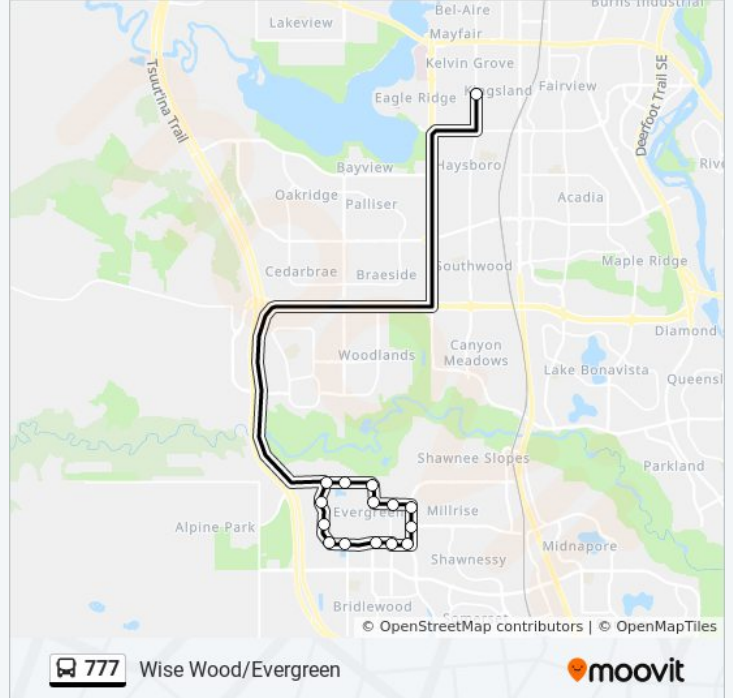 Burns Industrial
Bel-Aire
Lakeview
Mayfair
Kelvin Grove
Tsuut'ina Trail
Deerfoot Trail SE
Fairview
Kingsland
Eagle Ridge
Rive
Bayview
Haysboro
Oakridge
Palliser
Acadia
Maple Ridge
Southwood
Cedarbrae
Braeside
Diamond
Woodlands
Canyon
Meadows
Lake Bonavista
Queensl
Shawnee Slopes
Parkland
Evergreen
Millrise
Alpine Park
Midnapore
Shawnessy
Bridlewood
Somerset
© OpenStreetMap contributors | © OpenMapTiles
777 Wise Wood/Evergreen
moovit